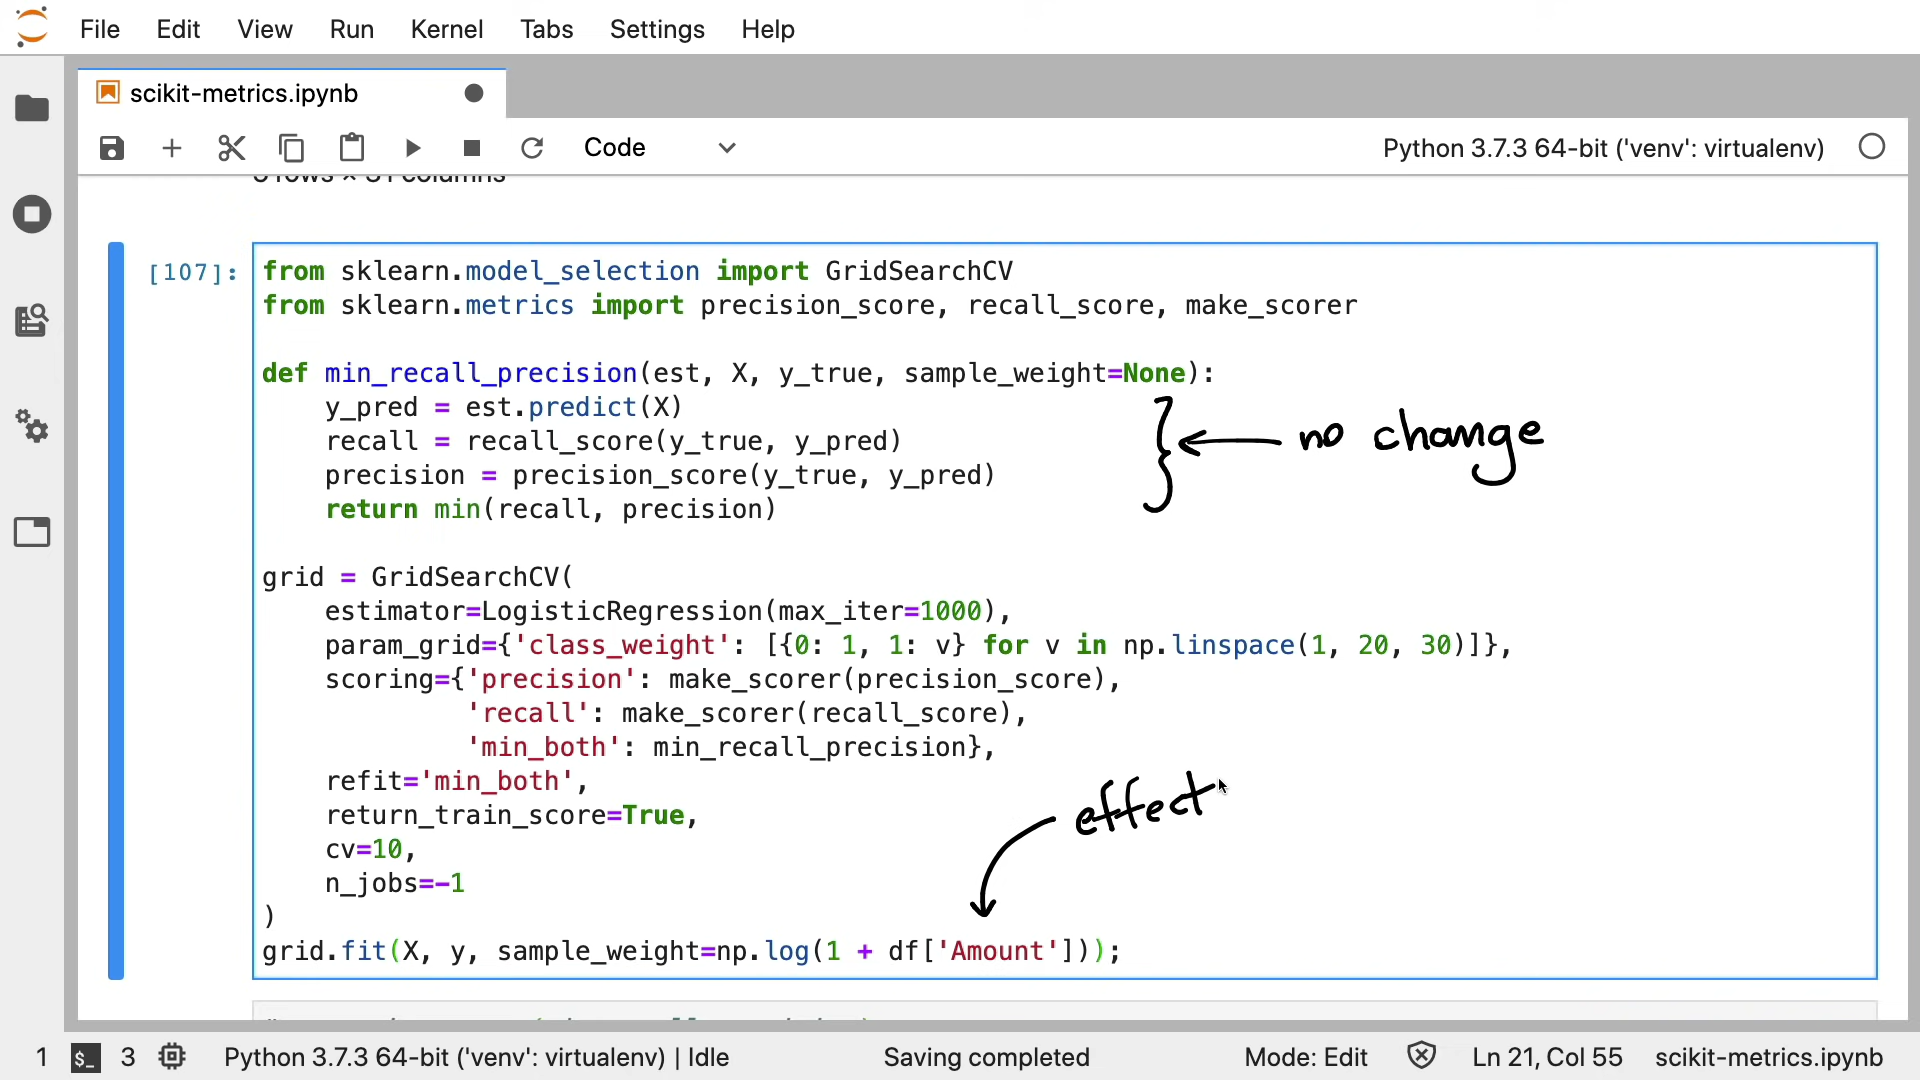 File Edit View Run Kernel Tabs Settings Help
scikit-metrics.ipynb
Code Python 3.7.3 64-bit ('venv': virtualenv)
5 rows × 31 columns
[107]: from sklearn.model_selection import GridSearchCV
from sklearn.metrics import precision_score, recall_score, make_scorer
def min_recall_precision(est, X, y_true, sample_weight=None):
y_pred = est.predict(X)
recall = recall_score(y_true, y_pred)
no change
precision = precision_score(y_true, y_pred)
return min(recall, precision)
grid = GridSearchCV(
estimator=LogisticRegression(max_iter=1000),
param_grid={'class_weight': [{0: 1, 1: v} for v in np.linspace(1, 20, 30)]},
scoring={'precision': make_scorer(precision_score),
'recall': make_scorer(recall_score),
'min_both': min_recall_precision},
refit='min_both',
effect
return_train_score=True,
cv=10,
n_jobs=-1
)
grid.fit(X, y, sample_weight=np.log(1 + df['Amount']));
1 $_ 3 Python 3.7.3 64-bit ('venv': virtualenv) | Idle Saving completed Mode: Edit Ln 21, Col 55 scikit-metrics.ipynb